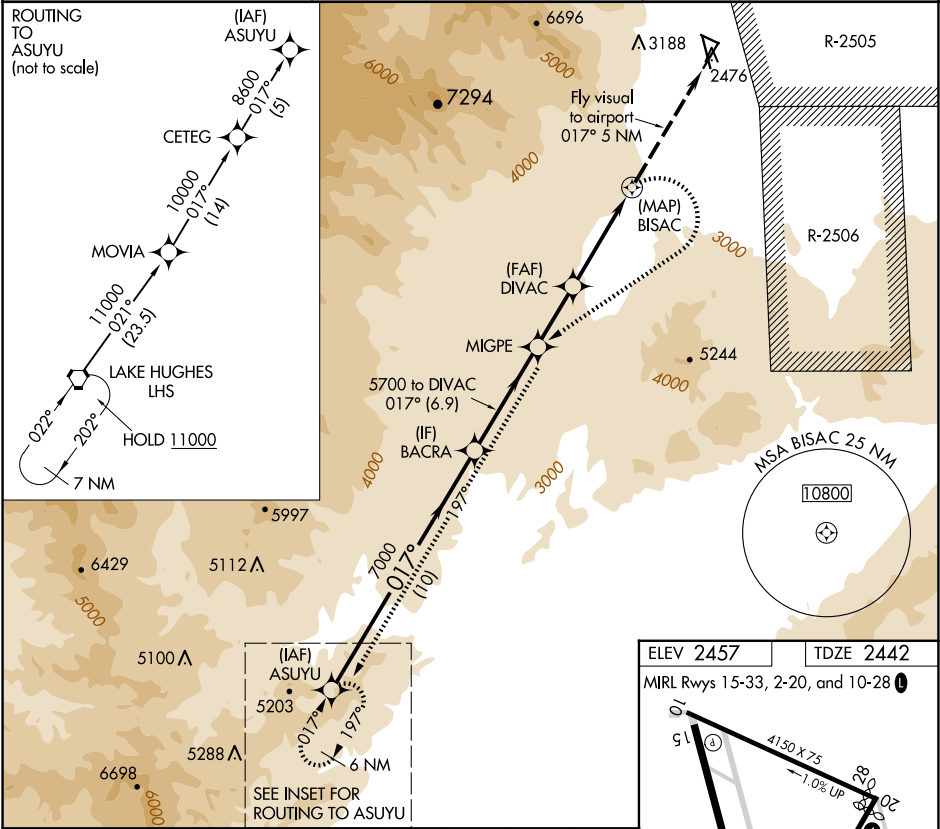 ROUTING
TO
ASUYU
(not to scale)
(IAF)
ASUYU
8600
017°
(5)
CETEG
10000
017°
(14)
MOVIA
11000
021°
(23.5)
LAKE HUGHES
LHS
022°
202°
HOLD 11000
7 NM
6696
6000
5000
7294
3188
2476
R-2505
Fly visual
to airport
017° 5 NM
4000
(MAP)
BISAC
3000
R-2506
(FAF)
DIVAC
MIGPE
5244
4000
5700 to DIVAC
017° (6.9)
(IF)
BACRA
4000
3000
197°
MSA BISAC 25 NM
10800
5997
6429
5112
5000
7000
017°
(10)
5100
(IAF)
ASUYU
5203
017°
197°
5288
6 NM
6698
6000
SEE INSET FOR
ROUTING TO ASUYU
ELEV 2457
TDZE 2442
MIRL Rwys 15-33, 2-20, and 10-28 L
10
15
P
4150 X 75
1.0% UP
28
20